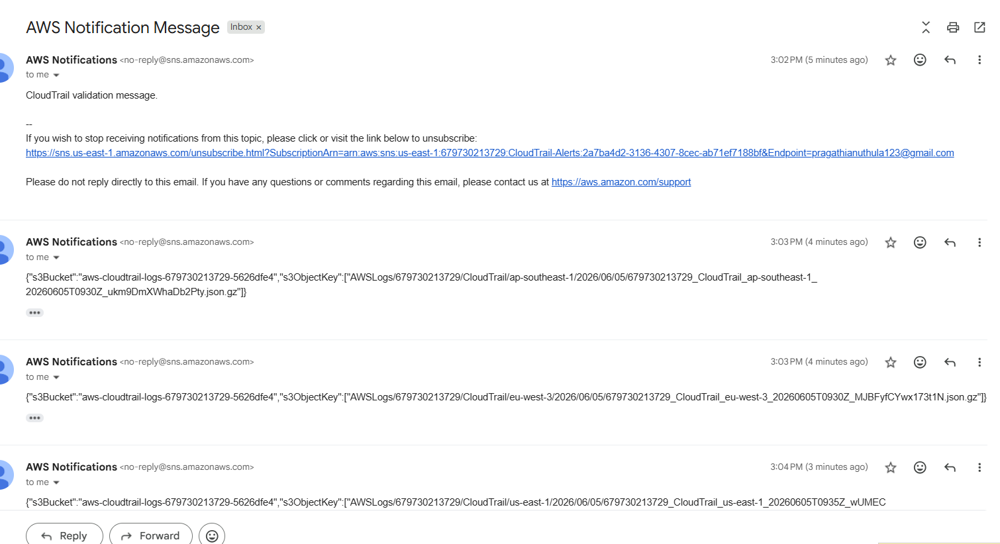 AWS Notification Message Inbox ×
AWS Notifications <no-reply@sns.amazonaws.com> 3:02 PM (5 minutes ago)
to me
CloudTrail validation message.
--
If you wish to stop receiving notifications from this topic, please click or visit the link below to unsubscribe:
https://sns.us-east-1.amazonaws.com/unsubscribe.html?SubscriptionArn=arn:aws:sns:us-east-1:679730213729:CloudTrail-Alerts:2a7ba4d2-3136-4307-8cec-ab71ef7188bf&Endpoint=pragathianuthula123@gmail.com
Please do not reply directly to this email. If you have any questions or comments regarding this email, please contact us at https://aws.amazon.com/support
AWS Notifications <no-reply@sns.amazonaws.com> 3:03 PM (4 minutes ago)
to me
{"s3Bucket":"aws-cloudtrail-logs-679730213729-5626dfe4","s3ObjectKey":["AWSLogs/679730213729/CloudTrail/ap-southeast-1/2026/06/05/679730213729_CloudTrail_ap-southeast-1_
20260605T0930Z_ukm9DmXWhaDb2Pty.json.gz"]}
AWS Notifications <no-reply@sns.amazonaws.com> 3:03 PM (4 minutes ago)
to me
{"s3Bucket":"aws-cloudtrail-logs-679730213729-5626dfe4","s3ObjectKey":["AWSLogs/679730213729/CloudTrail/eu-west-3/2026/06/05/679730213729_CloudTrail_eu-west-3_20260605T0930Z_MJBFyfCYwx173t1N.json.gz"]}
AWS Notifications <no-reply@sns.amazonaws.com> 3:04 PM (3 minutes ago)
to me
{"s3Bucket":"aws-cloudtrail-logs-679730213729-5626dfe4","s3ObjectKey":["AWSLogs/679730213729/CloudTrail/us-east-1/2026/06/05/679730213729_CloudTrail_us-east-1_20260605T0935Z_wUMEC
Reply Forward